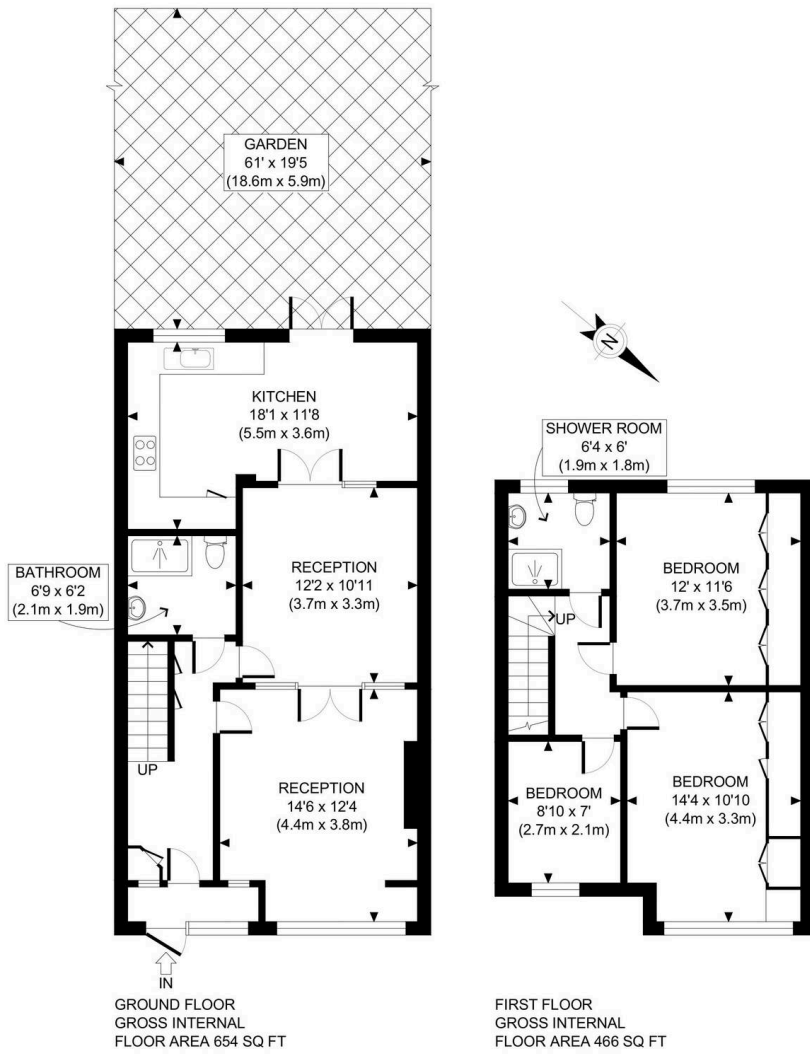 GARDEN
61' x 19'5
(18.6m x 5.9m)
KITCHEN
18'1 x 11'8
(5.5m x 3.6m)
N
SHOWER ROOM
6'4 x 6'
(1.9m x 1.8m)
BATHROOM
6'9 x 6'2
(2.1m x 1.9m)
RECEPTION
12'2 x 10'11
(3.7m x 3.3m)
BEDROOM
12' x 11'6
(3.7m x 3.5m)
UP
UP
RECEPTION
14'6 x 12'4
(4.4m x 3.8m)
BEDROOM
8'10 x 7'
(2.7m x 2.1m)
BEDROOM
14'4 x 10'10
(4.4m x 3.3m)
IN
GROUND FLOOR
GROSS INTERNAL
FLOOR AREA 654 SQ FT
FIRST FLOOR
GROSS INTERNAL
FLOOR AREA 466 SQ FT